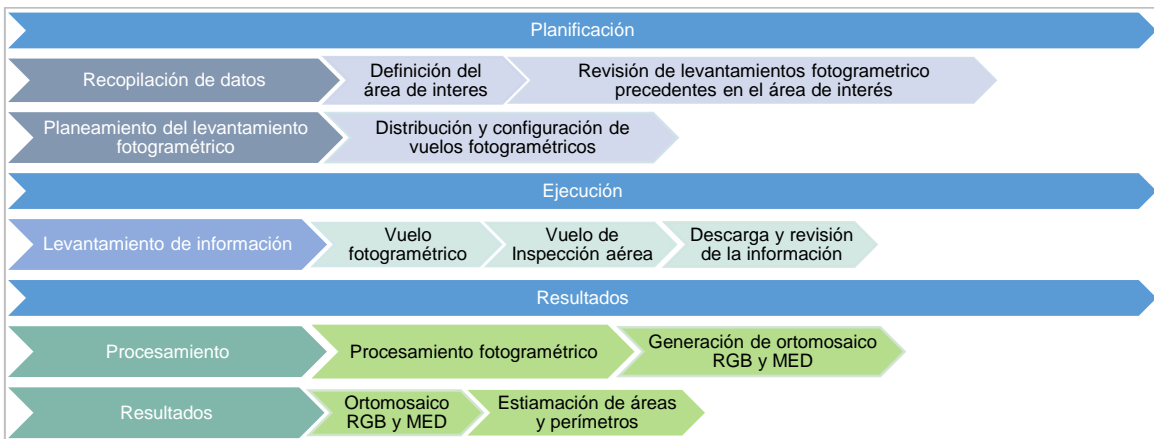 Planificación
Recopilación de datos
Definición del
área de interes
Revisión de levantamientos fotogrametrico
precedentes en el área de interés
Planeamiento del levantamiento
fotogramétrico
Distribución y configuración de
vuelos fotogramétricos
Ejecución
Levantamiento de información
Vuelo
fotogramétrico
Vuelo de
Inspección aérea
Descarga y revisión
de la información
Resultados
Procesamiento
Procesamiento fotogramétrico
Generación de ortomosaico
RGB y MED
Resultados
Ortomosaico
RGB y MED
Estiamación de áreas
y perímetros